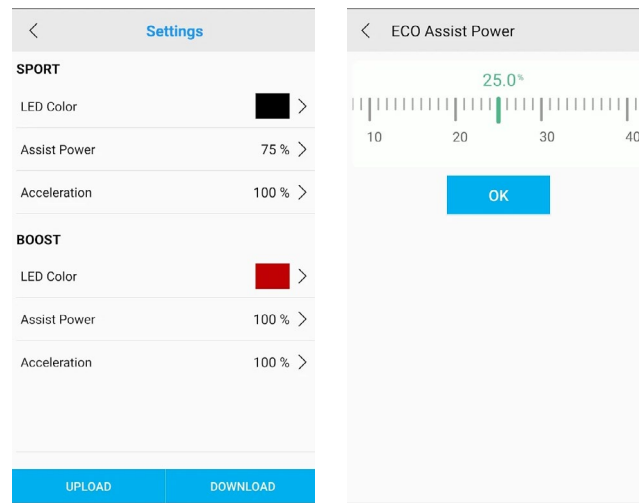 Settings
SPORT
LED Color
Assist Power 75 %
Acceleration 100 %
BOOST
LED Color
Assist Power 100 %
Acceleration 100 %
UPLOAD DOWNLOAD
ECO Assist Power
25.0%
10 20 30 40
OK